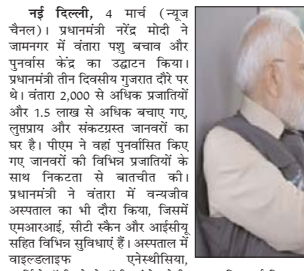 नई दिल्ली, 4 मार्च (न्यूज
चैनल)। प्रधानमंत्री नरेंद्र मोदी ने
जामनगर में वंतारा पशु बचाव और
पुनर्वास केंद्र का उद्घाटन किया।
प्रधानमंत्री तीन दिवसीय गुजरात दौरे पर
थे। वंतारा 2,000 से अधिक प्रजातियों
और 1.5 लाख से अधिक बचाए गए,
लुप्तप्राय और संकटग्रस्त जानवरों का
घर है। पीएम ने वहां पुनर्वासित किए
गए जानवरों की विभिन्न प्रजातियों के
साथ निकटता से बातचीत की।
प्रधानमंत्री ने वंतारा में वन्यजीव
अस्पताल का भी दौरा किया, जिसमें
एमआरआई, सीटी स्कैन और आईसीयू
सहित विभिन्न सुविधाएं हैं। अस्पताल में
वाइल्डलाइफ एनेस्थीसिया,